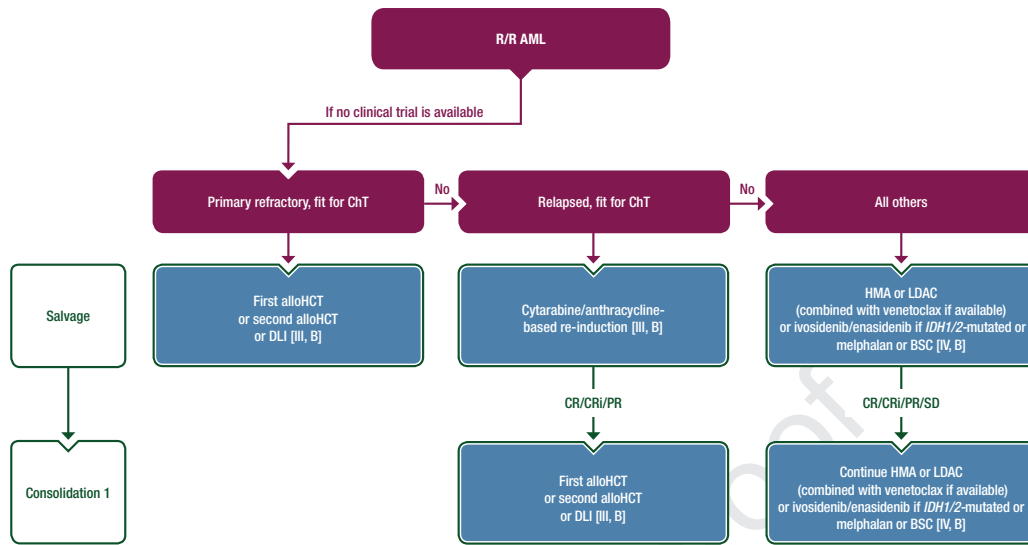 R/R AML
If no clinical trial is available
Primary refractory, fit for ChT
No
Relapsed, fit for ChT
No
All others
Salvage
First alloHCT
or second alloHCT
or DLI [III, B]
Cytarabine/anthracycline-
based re-induction [III, B]
HMA or LDAC
(combined with venetoclax if available)
or ivosidenib/enasidenib if IDH1/2-mutated or
melphalan or BSC [IV, B]
CR/CRi/PR
CR/CRi/PR/SD
Consolidation 1
First alloHCT
or second alloHCT
or DLI [III, B]
Continue HMA or LDAC
(combined with venetoclax if available)
or ivosidenib/enasidenib if IDH1/2-mutated or
melphalan or BSC [IV, B]